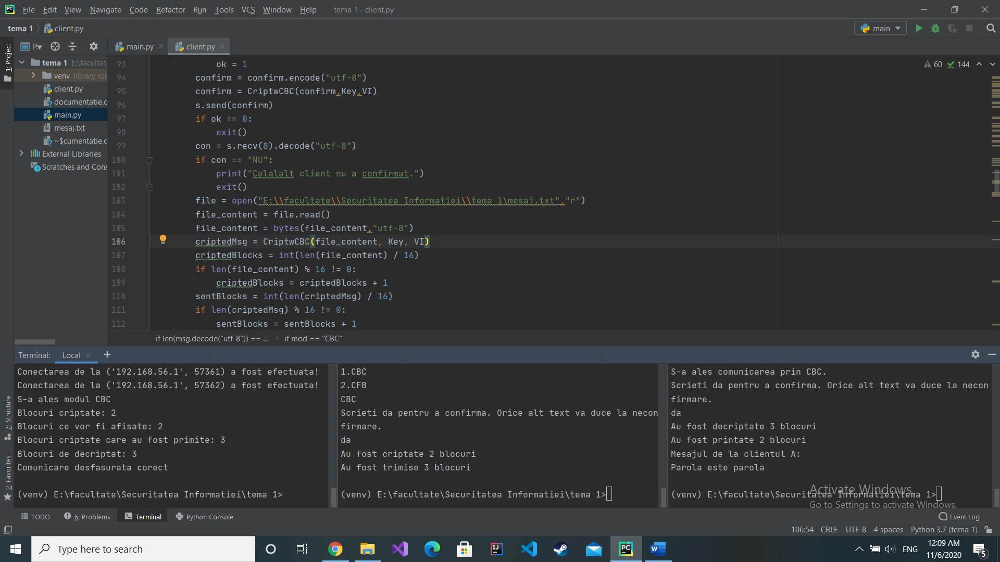 File Edit View Navigate Code Refactor Run Tools VCS Window Help tema 1 - client.py
tema 1 client.py main
P... main.py client.py
1: Project
tema 1 E:\facultate
venv library roo
client.py
documentatie.d
main.py
mesaj.txt
~$cumentatie.d
External Libraries
Scratches and Cons
60 144
93 ok = 1
94 confirm = confirm.encode("utf-8")
95 confirm = CriptwCBC(confirm,Key,VI)
96 s.send(confirm)
97 if ok == 0:
98 exit()
99 con = s.recv(8).decode("utf-8")
100 if con == "NU":
101 print("Celalalt client nu a confirmat.")
102 exit()
103 file = open("E:\\facultate\\Securitatea Informatiei\\tema 1\mesaj.txt","r")
104 file_content = file.read()
105 file_content = bytes(file_content,"utf-8")
106 criptedMsg = CriptwCBC(file_content, Key, VI)
107 criptedBlocks = int(len(file_content) / 16)
108 if len(file_content) % 16 != 0:
109 criptedBlocks = criptedBlocks + 1
110 sentBlocks = int(len(criptedMsg) / 16)
111 if len(criptedMsg) % 16 != 0:
112 sentBlocks = sentBlocks + 1
if len(msg.decode("utf-8")) == ... › if mod == "CBC"
Terminal: Local +
Conectarea de la ('192.168.56.1', 57361) a fost efectuata!
Conectarea de la ('192.168.56.1', 57362) a fost efectuata!
S-a ales modul CBC
Blocuri criptate: 2
Blocuri ce vor fi afisate: 2
Blocuri criptate care au fost primite: 3
Blocuri de decriptat: 3
Comunicare desfasurata corect
(venv) E:\facultate\Securitatea Informatiei\tema 1>
1.CBC
2.CFB
CBC
Scrieti da pentru a confirma. Orice alt text va duce la necon
firmare.
da
Au fost criptate 2 blocuri
Au fost trimise 3 blocuri
(venv) E:\facultate\Securitatea Informatiei\tema 1>
S-a ales comunicarea prin CBC.
Scrieti da pentru a confirma. Orice alt text va duce la necon
firmare.
da
Au fost decriptate 3 blocuri
Au fost printate 2 blocuri
Mesajul de la clientul A:
Parola este parola
(venv) E:\facultate\Securitatea Informatiei\tema 1>
Activate Windows
Go to Settings to activate Windows.
7: Structure
2: Favorites
TODO 6: Problems Terminal Python Console Event Log
106:54 CRLF UTF-8 4 spaces Python 3.7 (tema 1)
Type here to search
ENG
12:09 AM
11/6/2020
5